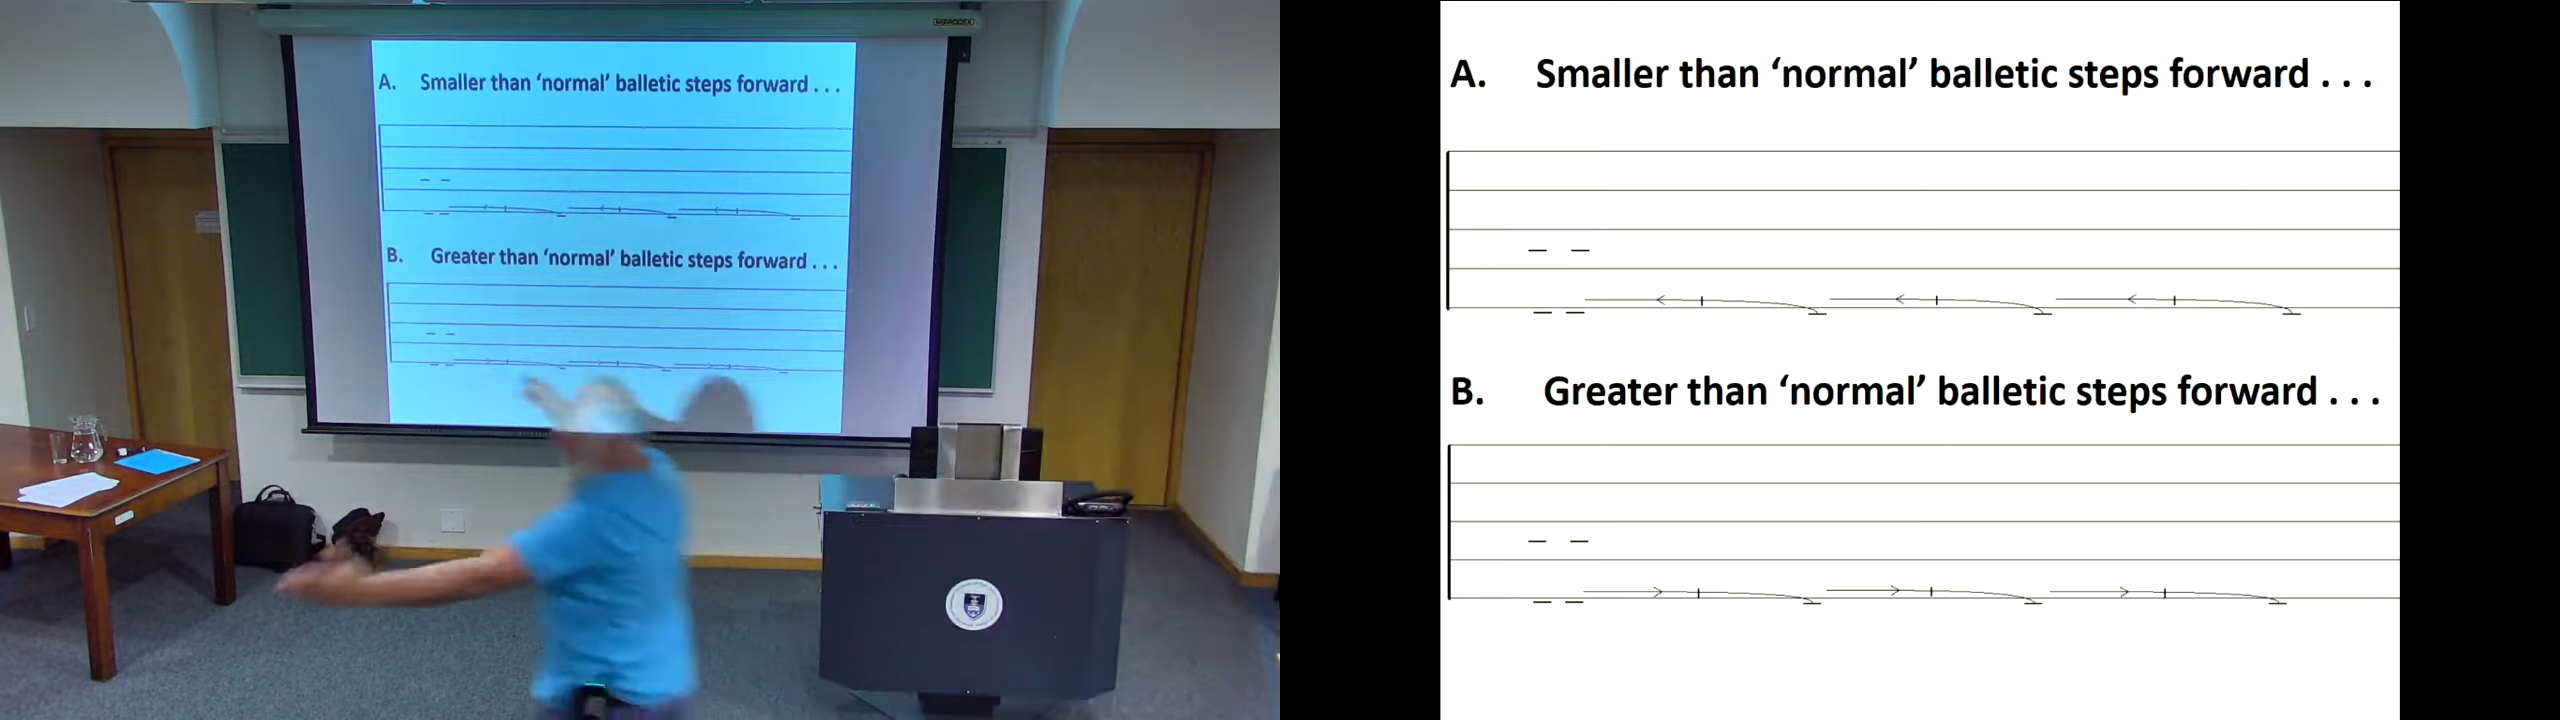 A. Smaller than ‘normal’ balletic steps forward . . .
B. Greater than ‘normal’ balletic steps forward . . .
A. Smaller than ‘normal’ balletic steps forward . . .
B. Greater than ‘normal’ balletic steps forward . . .